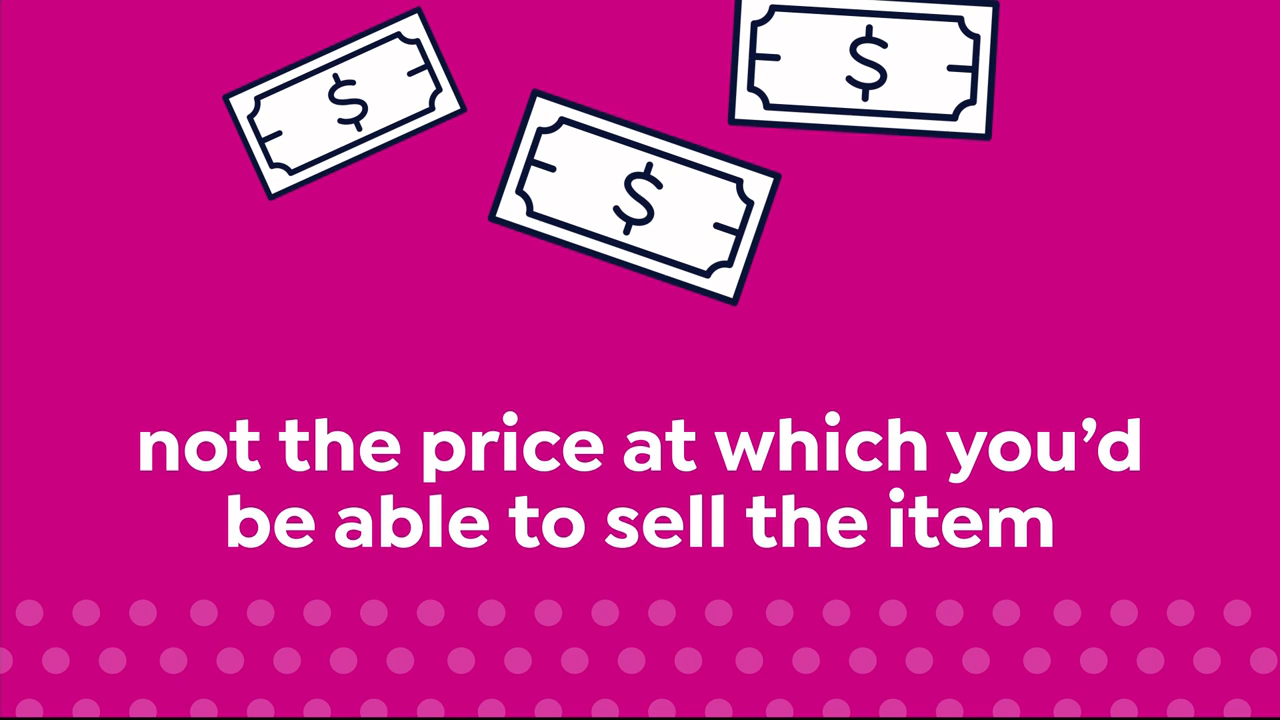 $
$
$
not the price at which you’d
be able to sell the item